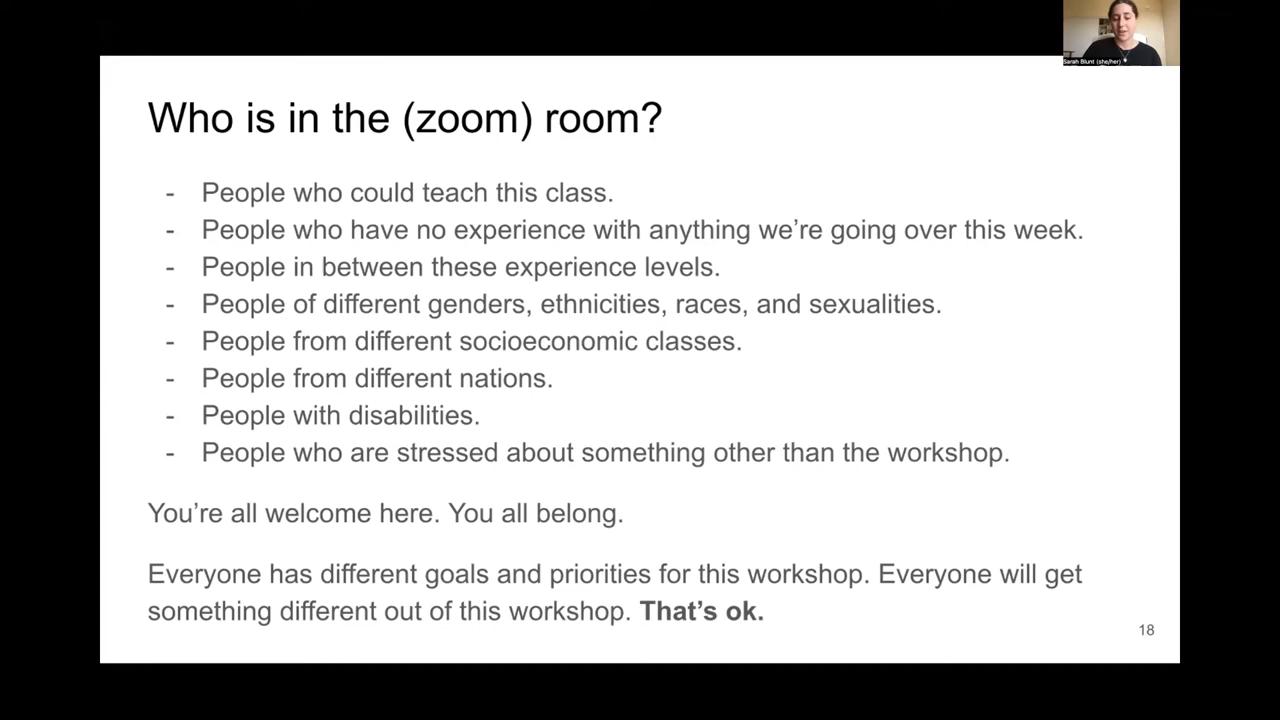 Sarah Blunt (she/her)
Who is in the (zoom) room?
- People who could teach this class.
- People who have no experience with anything we’re going over this week.
- People in between these experience levels.
- People of different genders, ethnicities, races, and sexualities.
- People from different socioeconomic classes.
- People from different nations.
- People with disabilities.
- People who are stressed about something other than the workshop.
You’re all welcome here. You all belong.
Everyone has different goals and priorities for this workshop. Everyone will get
something different out of this workshop. That’s ok.
18